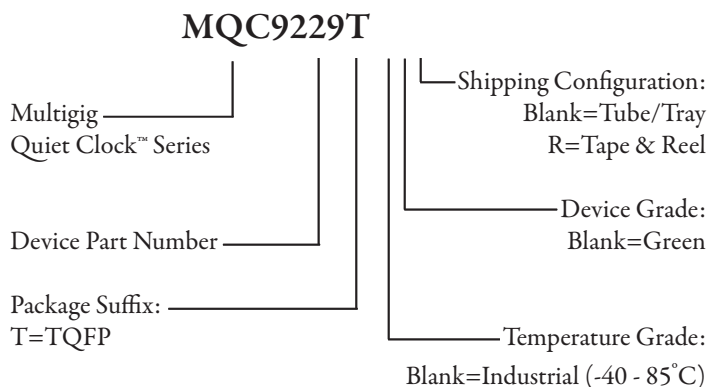 MQC9229T
Multigig
Quiet Clock™ Series
Device Part Number
Package Suffix:
T=TQFP
Shipping Configuration:
Blank=Tube/Tray
R=Tape & Reel
Device Grade:
Blank=Green
Temperature Grade:
Blank=Industrial (-40 - 85°C)